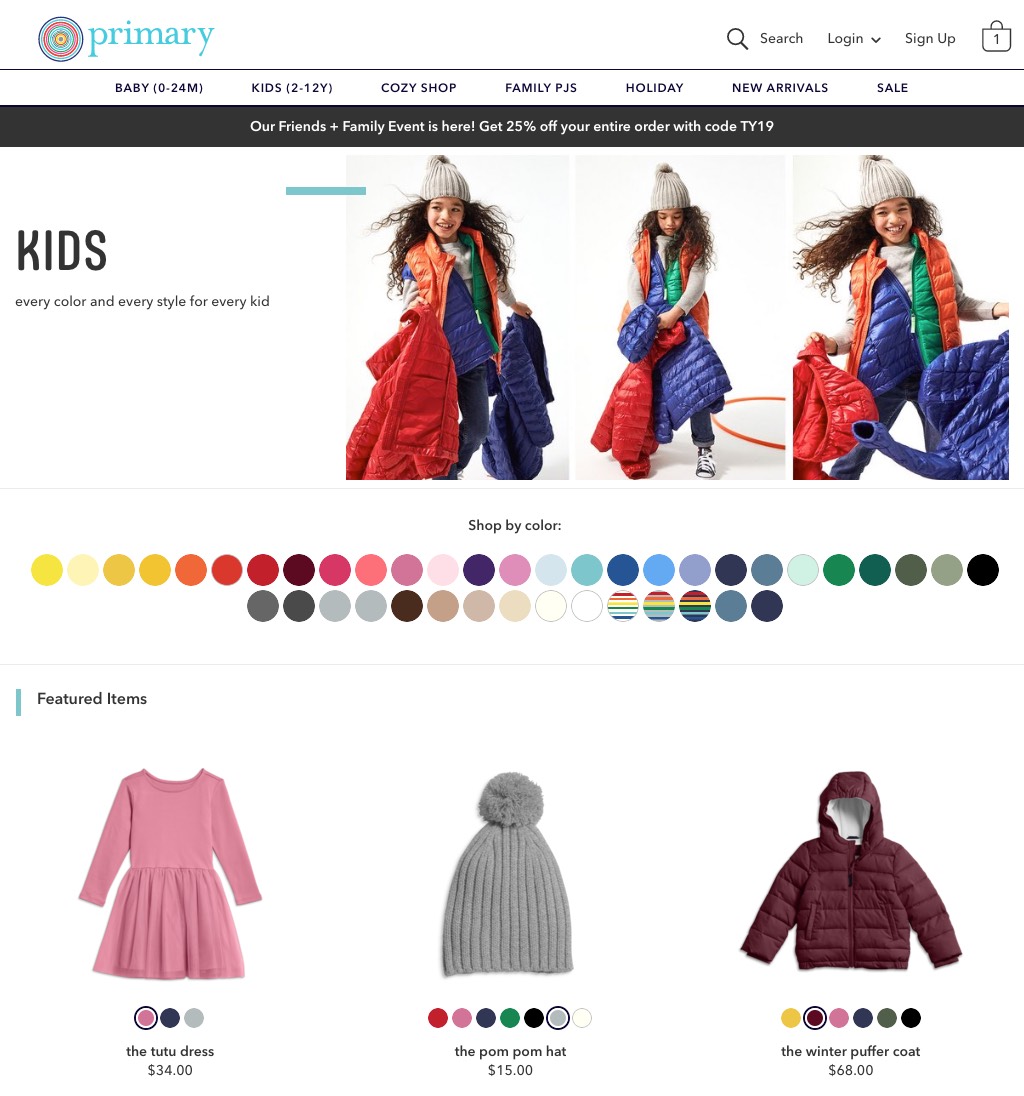 primary
Search
Login
Sign Up
1
BABY (0-24M)
KIDS (2-12Y)
COZY SHOP
FAMILY PJS
HOLIDAY
NEW ARRIVALS
SALE
Our Friends + Family Event is here! Get 25% off your entire order with code TY19
KIDS
every color and every style for every kid
Shop by color:
Featured Items
the tutu dress
$34.00
the pom pom hat
$15.00
the winter puffer coat
$68.00